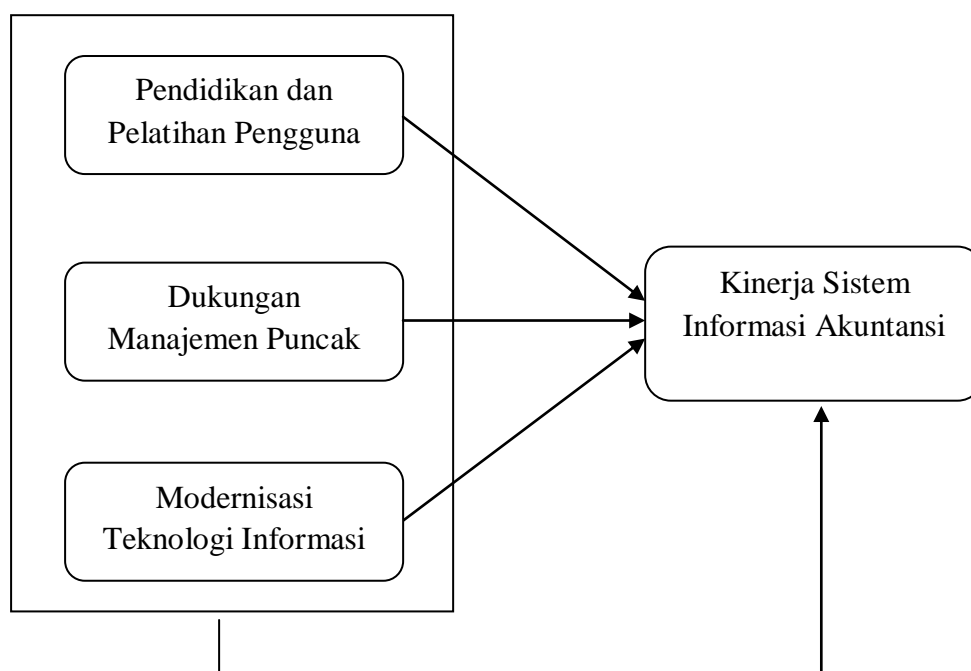 Pendidikan dan
Pelatihan Pengguna
Dukungan
Manajemen Puncak
Kinerja Sistem
Informasi Akuntansi
Modernisasi
Teknologi Informasi